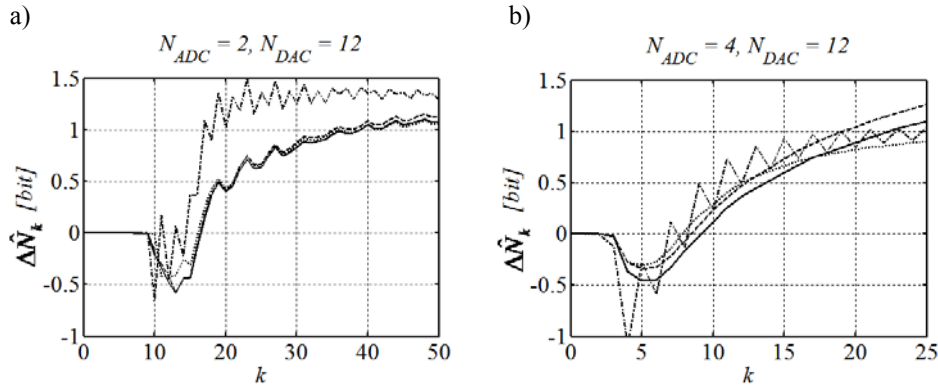 a)
N_ADC = 2, N_DAC = 12
1.5
1
0.5
0
-0.5
-1
ΔN̂_k [bit]
0 10 20 30 40 50
k
b)
N_ADC = 4, N_DAC = 12
1.5
1
0.5
0
-0.5
-1
ΔN̂_k [bit]
0 5 10 15 20 25
k